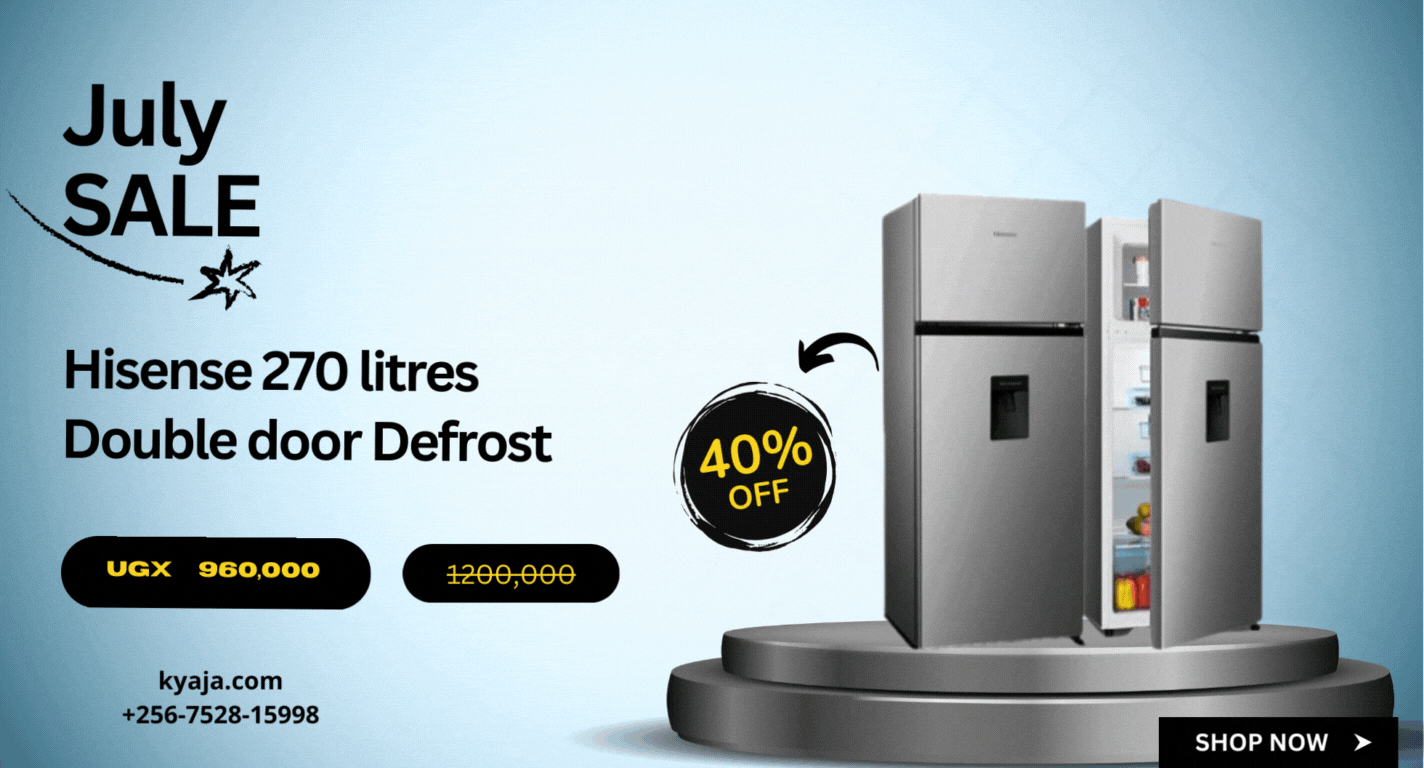 July
SALE
Hisense 270 litres
Double door Defrost
40%
OFF
UGX 960,000
1200,000
kyaja.com
+256-7528-15998
SHOP NOW